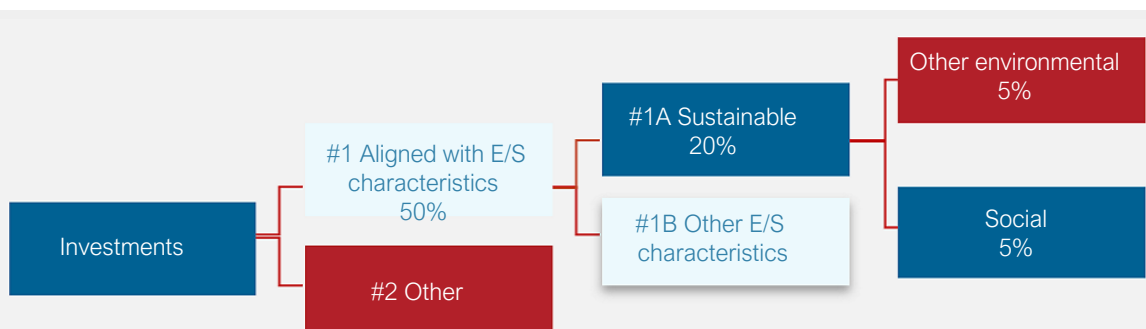 Investments
#1 Aligned with E/S
characteristics
50%
#2 Other
#1A Sustainable
20%
#1B Other E/S
characteristics
Other environmental
5%
Social
5%